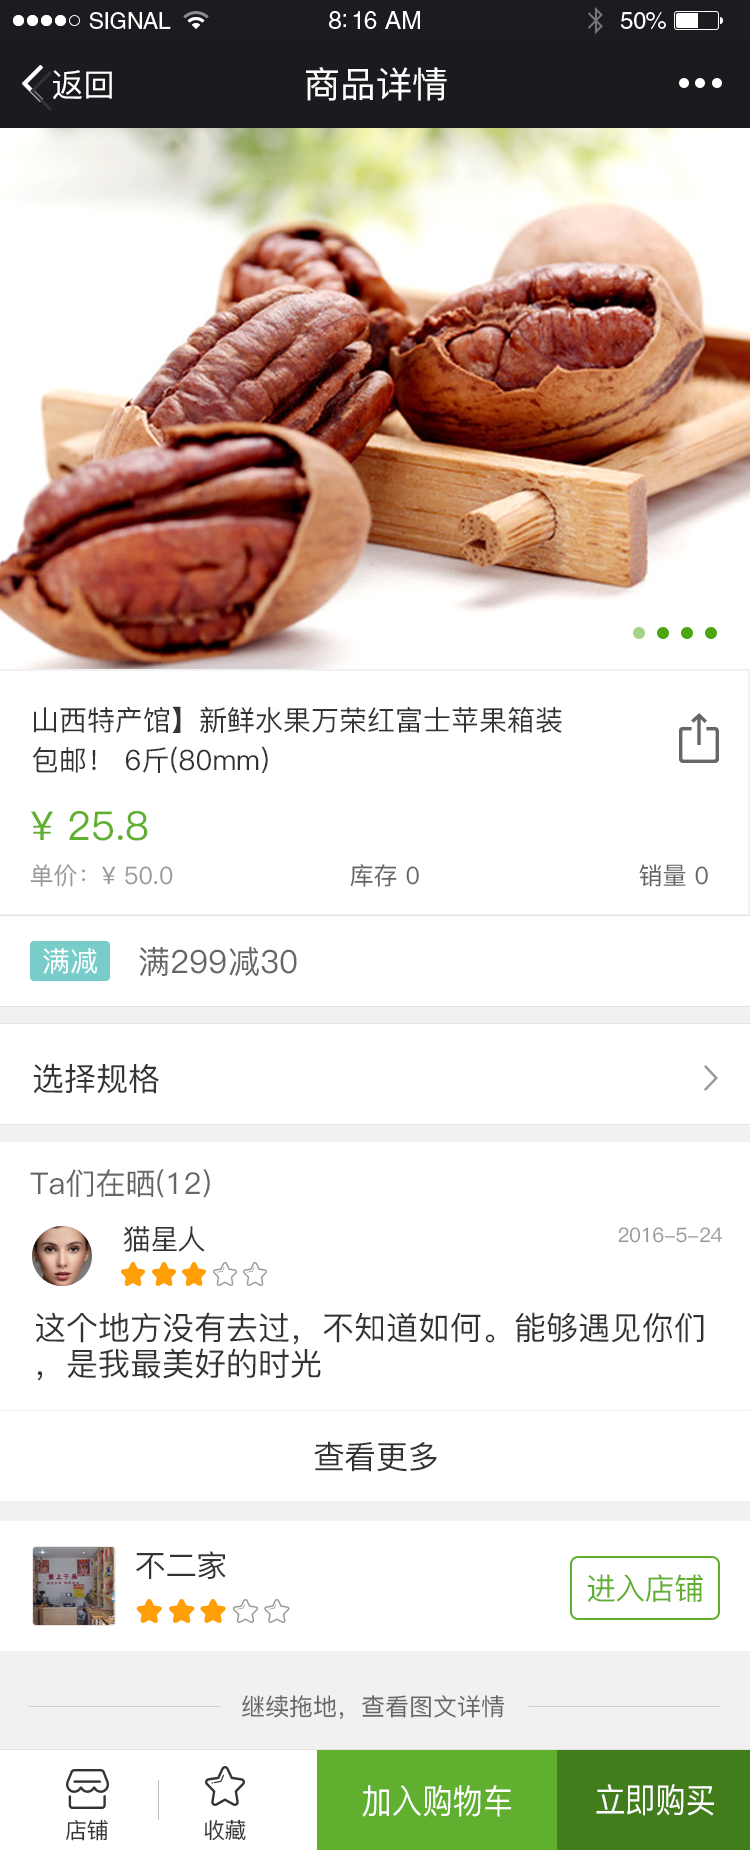 SIGNAL 8:16 AM 50%
返回 商品详情
山西特产馆】新鲜水果万荣红富士苹果箱装
包邮！ 6斤(80mm)
¥ 25.8
单价：¥ 50.0 库存 0 销量 0
满减 满299减30
选择规格
Ta们在晒(12)
猫星人 2016-5-24
这个地方没有去过，不知道如何。能够遇见你们
，是我最美好的时光
查看更多
不二家
进入店铺
继续拖地，查看图文详情
店铺 收藏 加入购物车 立即购买